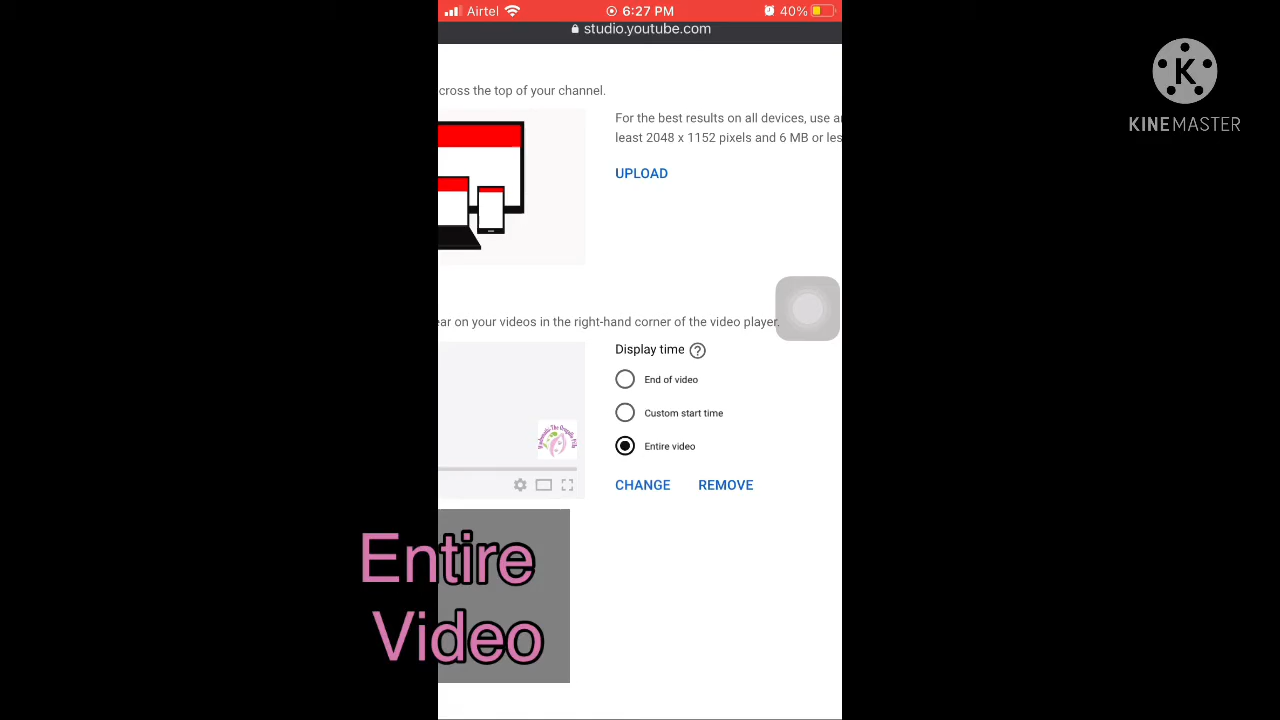 Airtel 6:27 PM 40%
studio.youtube.com
K
KINEMASTER
cross the top of your channel.
For the best results on all devices, use a
least 2048 x 1152 pixels and 6 MB or les
UPLOAD
ear on your videos in the right-hand corner of the video player.
Display time ?
End of video
Custom start time
Entire video
CHANGE REMOVE
Entire
Video